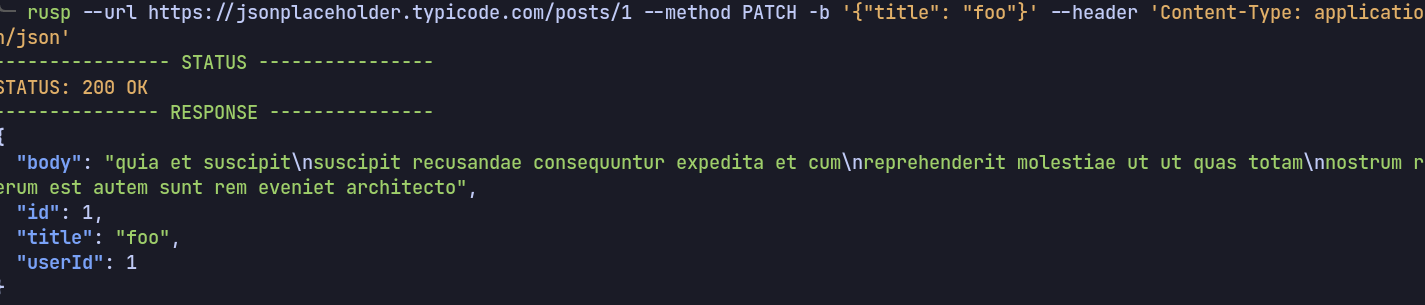 rusp --url https://jsonplaceholder.typicode.com/posts/1 --method PATCH -b '{"title": "foo"}' --header 'Content-Type: applicatio
n/json'
---------------- STATUS ----------------
STATUS: 200 OK
--------------- RESPONSE ---------------
{
  "body": "quia et suscipit\nsuscipit recusandae consequuntur expedita et cum\nreprehenderit molestiae ut ut quas totam\nnostrum r
erum est autem sunt rem eveniet architecto",
  "id": 1,
  "title": "foo",
  "userId": 1
}